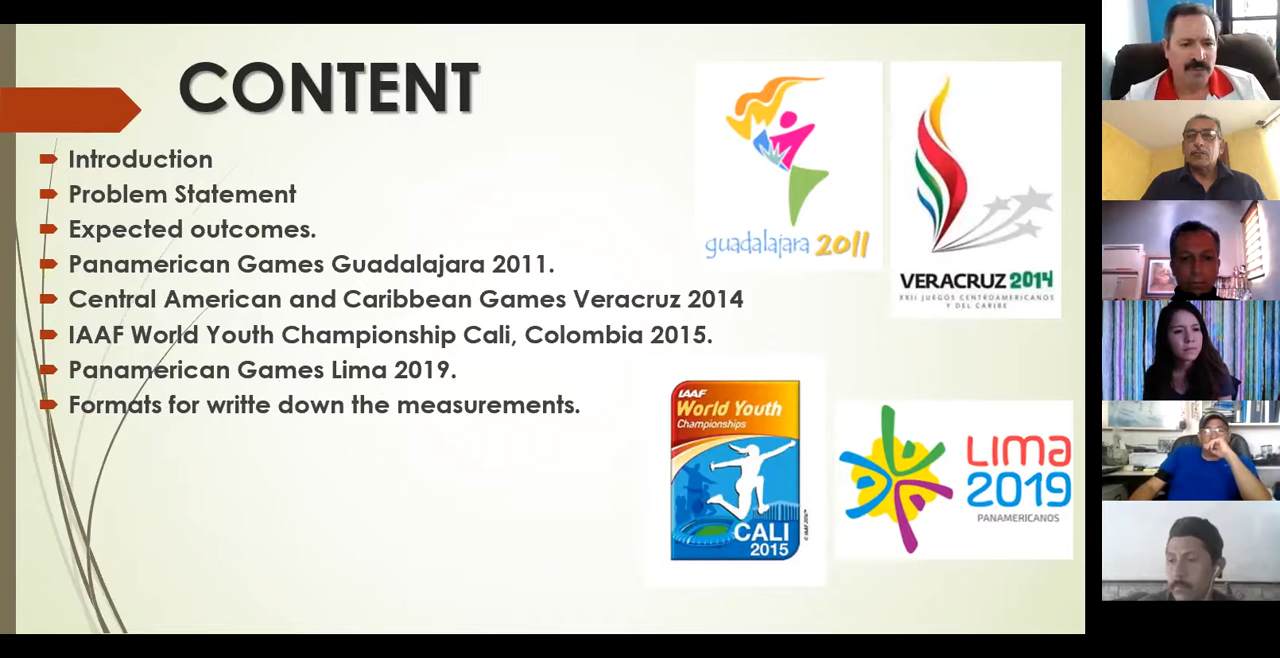 CONTENT
Introduction
Problem Statement
Expected outcomes.
Panamerican Games Guadalajara 2011.
Central American and Caribbean Games Veracruz 2014
IAAF World Youth Championship Cali, Colombia 2015.
Panamerican Games Lima 2019.
Formats for writte down the measurements.
guadalajara 2011
VERACRUZ 2014
XXII JUEGOS CENTROAMERICANOS
Y DEL CARIBE
IAAF
World Youth
Championships
CALI
2015
LIMA
2019
PANAMERICANOS